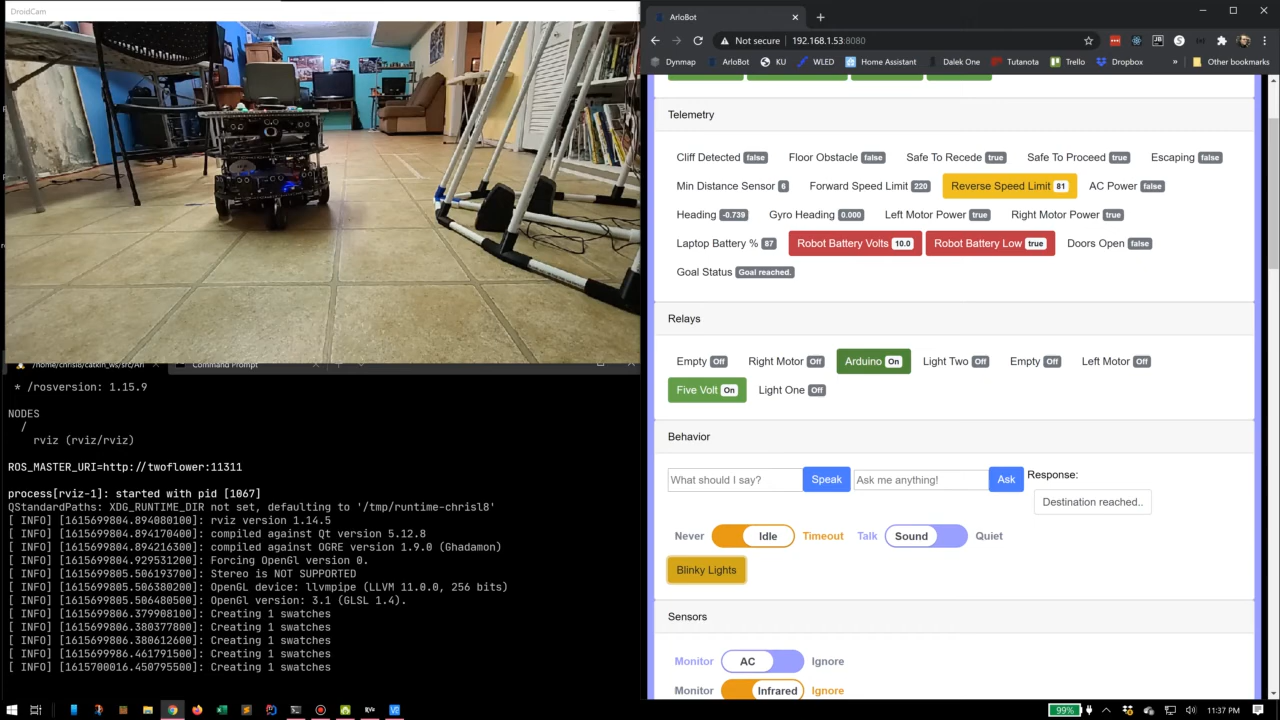 DroidCam
ArloBot
Not secure 192.168.1.53:8080
Dynmap ArloBot KU WLED Home Assistant Dalek One Tutanota Trello Dropbox » Other bookmarks
Telemetry
Cliff Detected false Floor Obstacle false Safe To Recede true Safe To Proceed true Escaping false
Min Distance Sensor 6 Forward Speed Limit 220 Reverse Speed Limit 81 AC Power false
Heading -0.739 Gyro Heading 0.000 Left Motor Power true Right Motor Power true
Laptop Battery % 87 Robot Battery Volts 10.0 Robot Battery Low true Doors Open false
Goal Status Goal reached.
Relays
Empty Off Right Motor Off Arduino On Light Two Off Empty Off Left Motor Off
Five Volt On Light One Off
Behavior
What should I say? Speak Ask me anything! Ask Response:
Destination reached..
Never Idle Timeout Talk Sound Quiet
Blinky Lights
Sensors
Monitor AC Ignore
Monitor Infrared Ignore
/home/chrisl8/catkin_ws/src/Arl Command Prompt
* /rosversion: 1.15.9
NODES
/
rviz (rviz/rviz)
ROS_MASTER_URI=http://twoflower:11311
process[rviz-1]: started with pid [1067]
QStandardPaths: XDG_RUNTIME_DIR not set, defaulting to '/tmp/runtime-chrisl8'
[ INFO] [1615699804.894080100]: rviz version 1.14.5
[ INFO] [1615699804.894170400]: compiled against Qt version 5.12.8
[ INFO] [1615699804.894216300]: compiled against OGRE version 1.9.0 (Ghadamon)
[ INFO] [1615699804.929531200]: Forcing OpenGl version 0.
[ INFO] [1615699805.506193700]: Stereo is NOT SUPPORTED
[ INFO] [1615699805.506380200]: OpenGL device: llvmpipe (LLVM 11.0.0, 256 bits)
[ INFO] [1615699805.506480500]: OpenGl version: 3.1 (GLSL 1.4).
[ INFO] [1615699806.379908100]: Creating 1 swatches
[ INFO] [1615699806.380377800]: Creating 1 swatches
[ INFO] [1615699806.380612600]: Creating 1 swatches
[ INFO] [1615699986.461791500]: Creating 1 swatches
[ INFO] [1615700016.450795500]: Creating 1 swatches
99% 11:37 PM